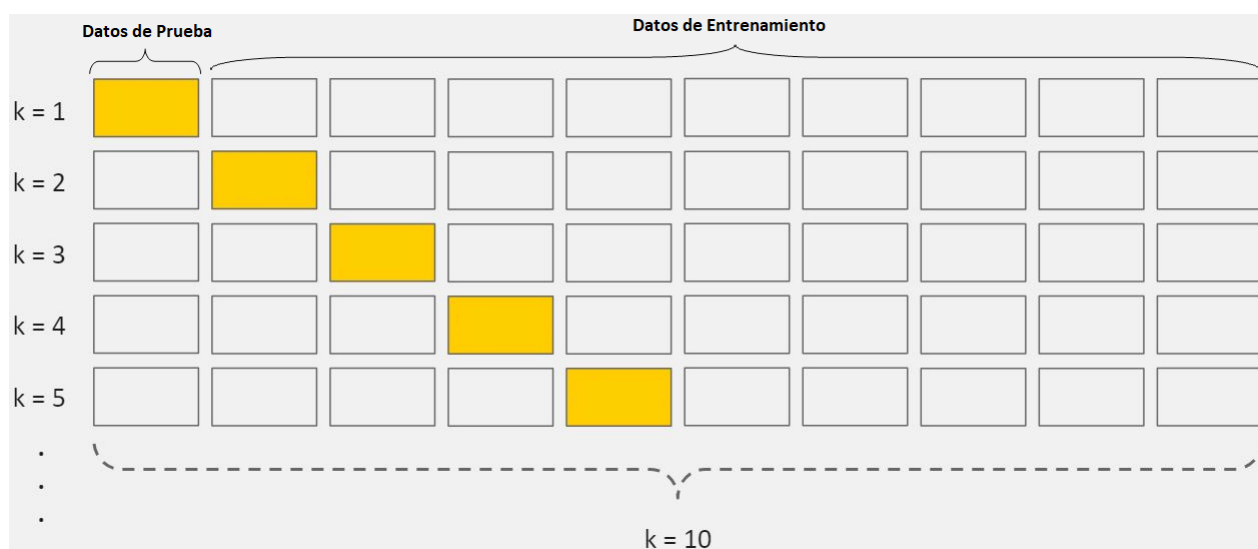 Datos de Prueba
Datos de Entrenamiento
k = 1
k = 2
k = 3
k = 4
k = 5
.
.
.
k = 10